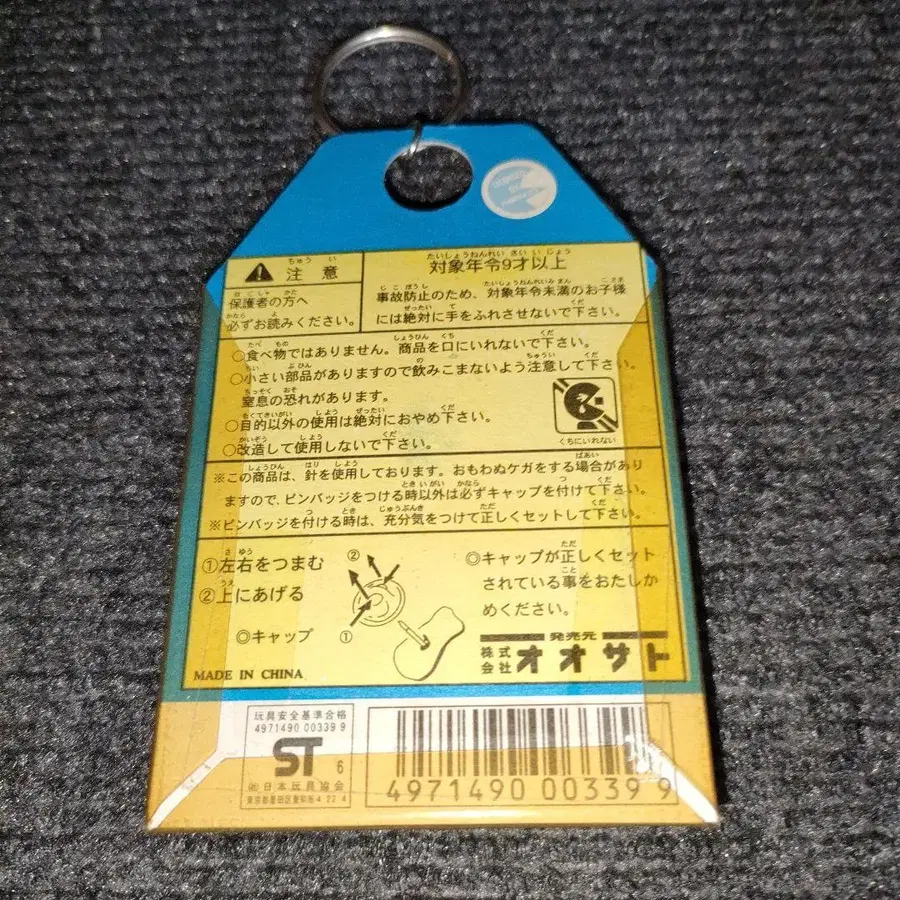 ⚠ 注意
保護者の方へ
必ずお読みください。
対象年令9才以上
事故防止のため、対象年令未満のお子様
には絶対に手をふれさせないで下さい。
○食べ物ではありません。商品を口にいれないで下さい。
○小さい部品がありますので飲みこまないよう注意して下さい。
窒息の恐れがあります。
○目的以外の使用は絶対におやめ下さい。
○改造して使用しないで下さい。
くちにいれない
※この商品は、針を使用しております。おもわぬケガをする場合があり
ますので、ピンバッジをつける時以外は必ずキャップを付けて下さい。
※ピンバッジを付ける時は、充分気をつけて正しくセットして下さい。
①左右をつまむ
②上にあげる
◎キャップ
②
①
◎キャップが正しくセット
されている事をおたしか
めください。
発売元
株式会社オオサト
MADE IN CHINA
玩具安全基準合格
4971490 00339 9
ST 6
㈳日本玩具協会
東京都墨田区東駒形4-22-4
4971490 00339 9